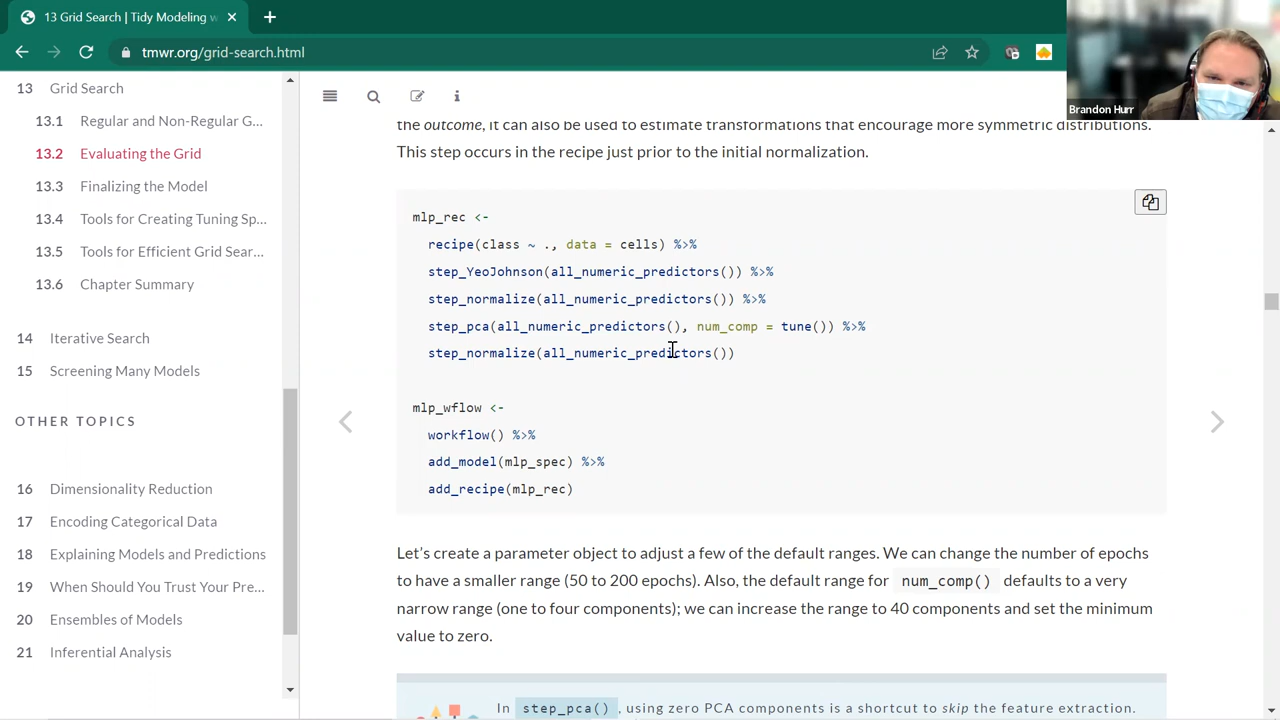 13 Grid Search | Tidy Modeling w
tmwr.org/grid-search.html
Brandon Hurr
13 Grid Search
13.1 Regular and Non-Regular G...
13.2 Evaluating the Grid
13.3 Finalizing the Model
13.4 Tools for Creating Tuning Sp...
13.5 Tools for Efficient Grid Sear...
13.6 Chapter Summary
14 Iterative Search
15 Screening Many Models
OTHER TOPICS
16 Dimensionality Reduction
17 Encoding Categorical Data
18 Explaining Models and Predictions
19 When Should You Trust Your Pre...
20 Ensembles of Models
21 Inferential Analysis
the outcome, it can also be used to estimate transformations that encourage more symmetric distributions.
This step occurs in the recipe just prior to the initial normalization.
mlp_rec <-
recipe(class ~ ., data = cells) %>%
step_YeoJohnson(all_numeric_predictors()) %>%
step_normalize(all_numeric_predictors()) %>%
step_pca(all_numeric_predictors(), num_comp = tune()) %>%
step_normalize(all_numeric_predictors())
mlp_wflow <-
workflow() %>%
add_model(mlp_spec) %>%
add_recipe(mlp_rec)
Let's create a parameter object to adjust a few of the default ranges. We can change the number of epochs
to have a smaller range (50 to 200 epochs). Also, the default range for num_comp() defaults to a very
narrow range (one to four components); we can increase the range to 40 components and set the minimum
value to zero.
In step_pca() , using zero PCA components is a shortcut to skip the feature extraction.